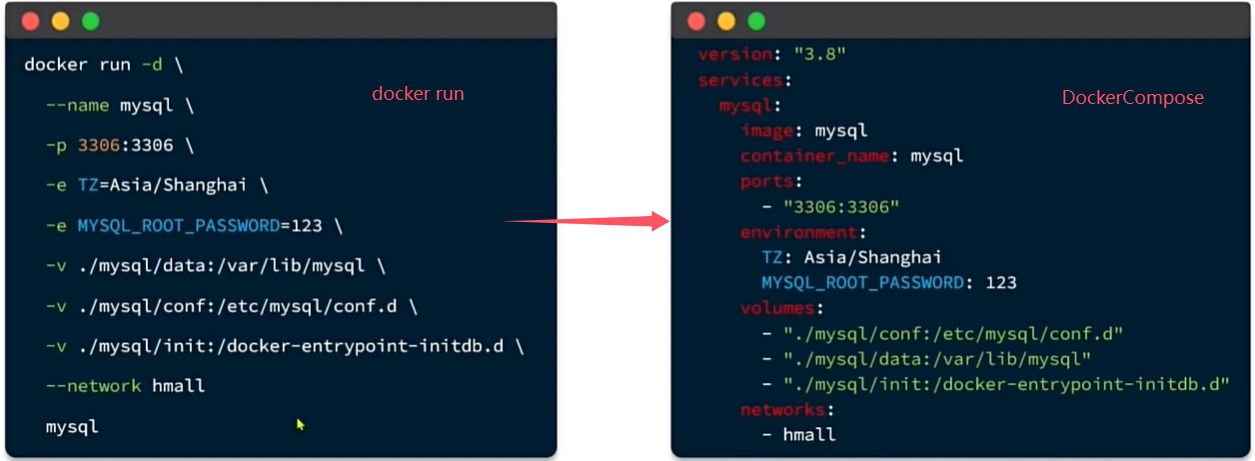 docker run -d \
--name mysql \
-p 3306:3306 \
-e TZ=Asia/Shanghai \
-e MYSQL_ROOT_PASSWORD=123 \
-v ./mysql/data:/var/lib/mysql \
-v ./mysql/conf:/etc/mysql/conf.d \
-v ./mysql/init:/docker-entrypoint-initdb.d \
--network hmall
mysql
docker run
version: "3.8"
services:
mysql:
image: mysql
container_name: mysql
ports:
- "3306:3306"
environment:
TZ: Asia/Shanghai
MYSQL_ROOT_PASSWORD: 123
volumes:
- "./mysql/conf:/etc/mysql/conf.d"
- "./mysql/data:/var/lib/mysql"
- "./mysql/init:/docker-entrypoint-initdb.d"
networks:
- hmall
DockerCompose